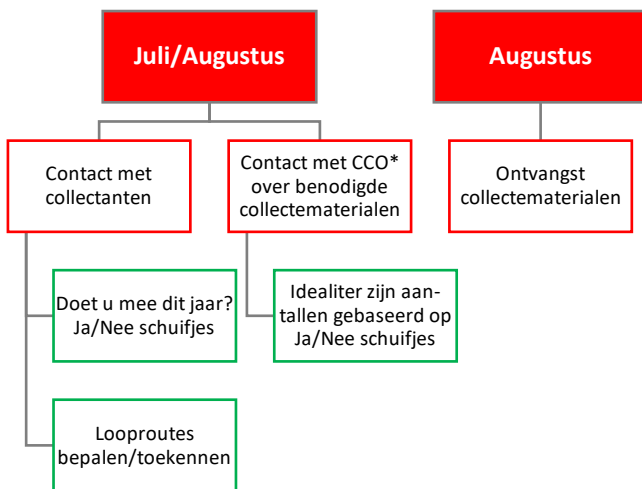 Juli/Augustus
Augustus
Contact met
collectanten
Contact met CCO*
over benodigde
collectematerialen
Ontvangst
collectematerialen
Doet u mee dit jaar?
Ja/Nee schuifjes
Idealiter zijn aan-
tallen gebaseerd op
Ja/Nee schuifjes
Looproutes
bepalen/toekennen